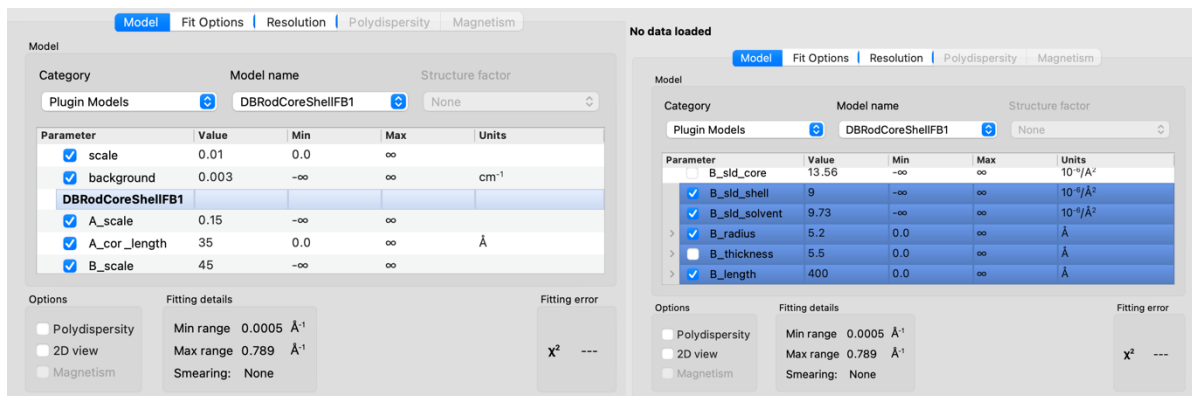 Model Fit Options Resolution Polydispersity Magnetism
Model
Category Model name Structure factor
Plugin Models DBRodCoreShellFB1 None
Parameter Value Min Max Units
scale 0.01 0.0 ∞
background 0.003 -∞ ∞ cm⁻¹
DBRodCoreShellFB1
A_scale 0.15 -∞ ∞
A_cor_length 35 0.0 ∞ Å
B_scale 45 -∞ ∞
Options Fitting details Fitting error
Polydispersity Min range 0.0005 Å⁻¹
2D view Max range 0.789 Å⁻¹ χ² ---
Magnetism Smearing: None
No data loaded
Model Fit Options Resolution Polydispersity Magnetism
Model
Category Model name Structure factor
Plugin Models DBRodCoreShellFB1 None
Parameter Value Min Max Units
B_sld_core 13.56 -∞ ∞ 10⁻⁶/Å²
B_sld_shell 9 -∞ ∞ 10⁻⁶/Å²
B_sld_solvent 9.73 -∞ ∞ 10⁻⁶/Å²
B_radius 5.2 0.0 ∞ Å
B_thickness 5.5 0.0 ∞ Å
B_length 400 0.0 ∞ Å
Options Fitting details Fitting error
Polydispersity Min range 0.0005 Å⁻¹
2D view Max range 0.789 Å⁻¹ χ² ---
Magnetism Smearing: None